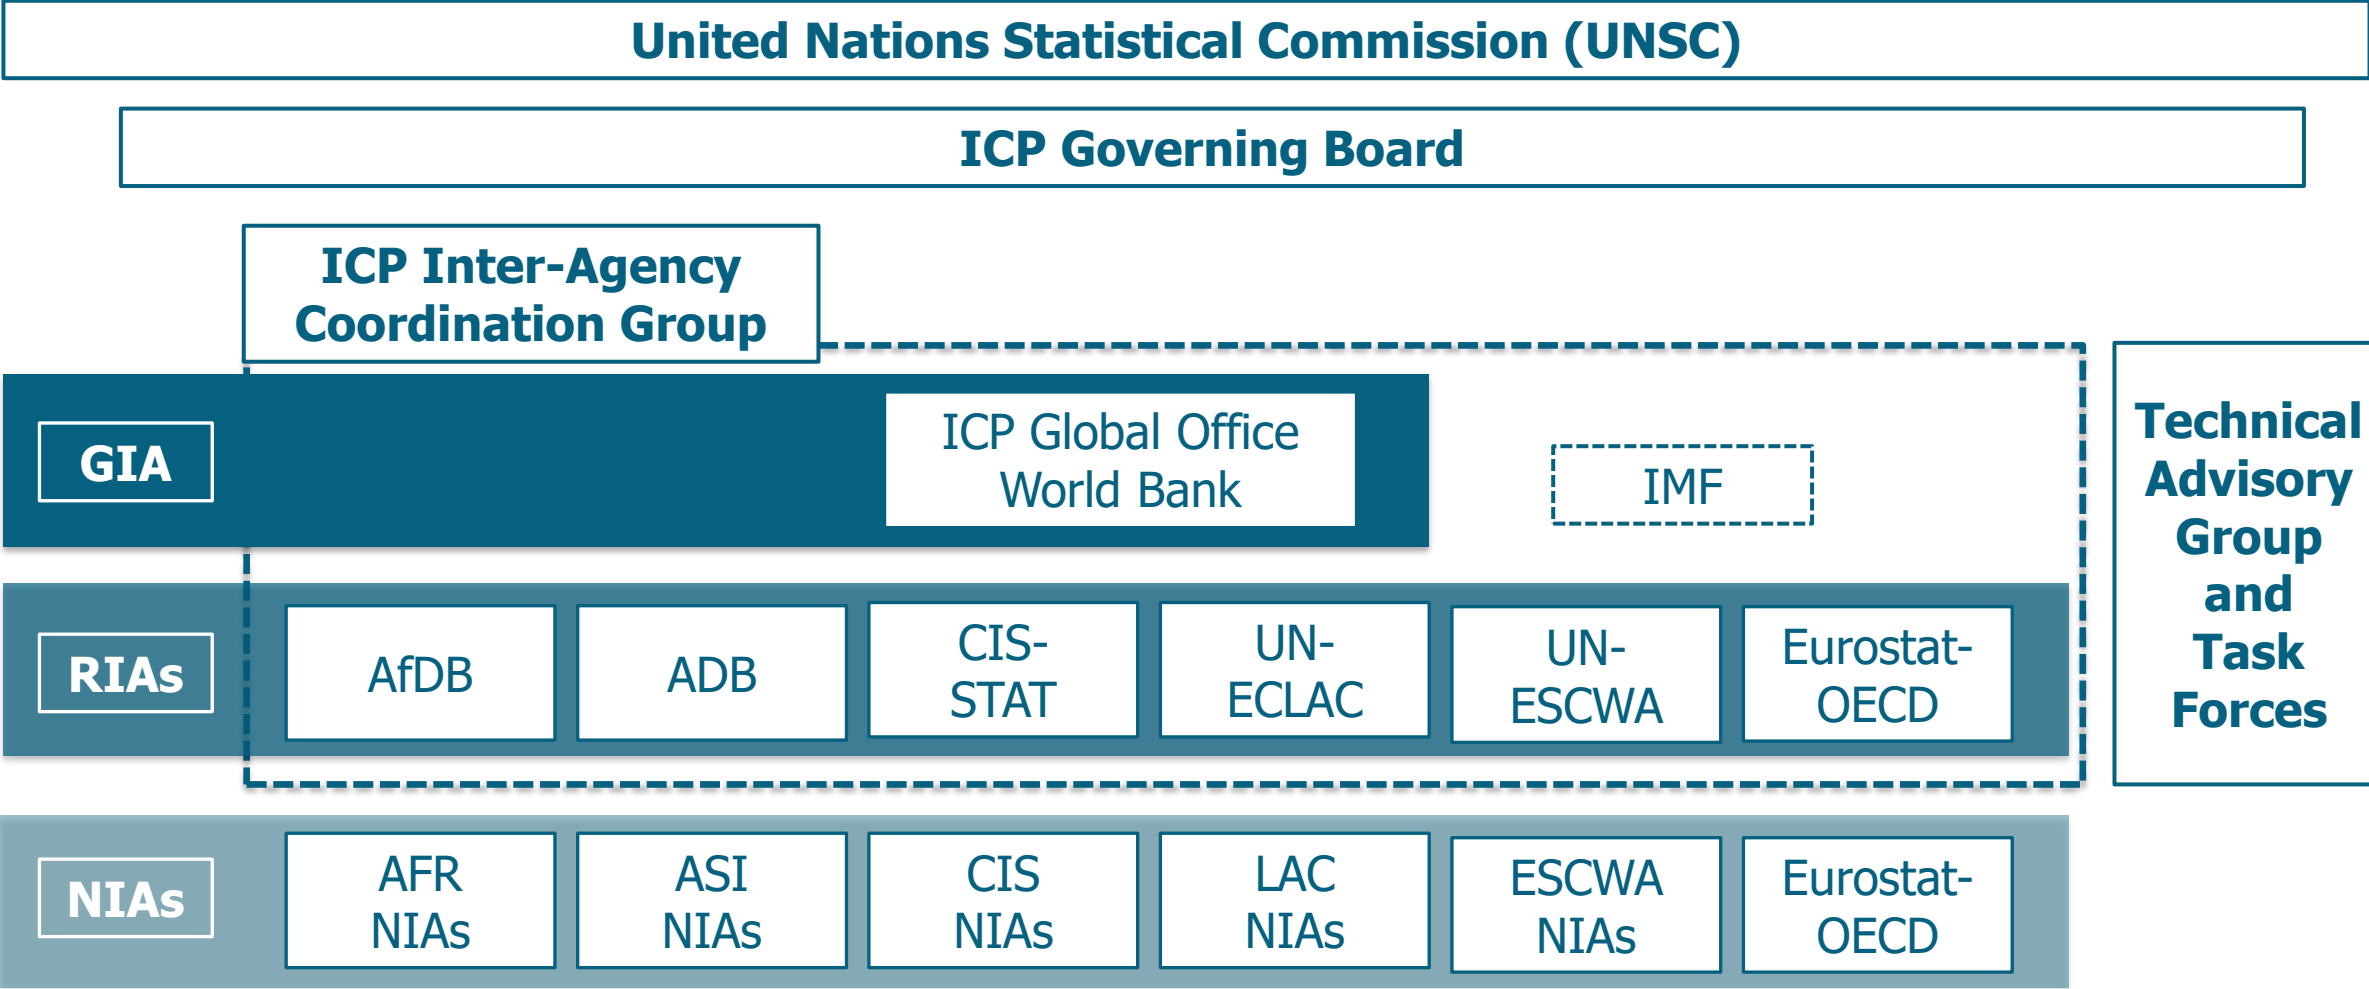 United Nations Statistical Commission (UNSC)
ICP Governing Board
ICP Inter-Agency
Coordination Group
GIA
ICP Global Office
World Bank
IMF
RIAs
AfDB
ADB
CIS-
STAT
UN-
ECLAC
UN-
ESCWA
Eurostat-
OECD
NIAs
AFR
NIAs
ASI
NIAs
CIS
NIAs
LAC
NIAs
ESCWA
NIAs
Eurostat-
OECD
Technical
Advisory
Group
and
Task
Forces